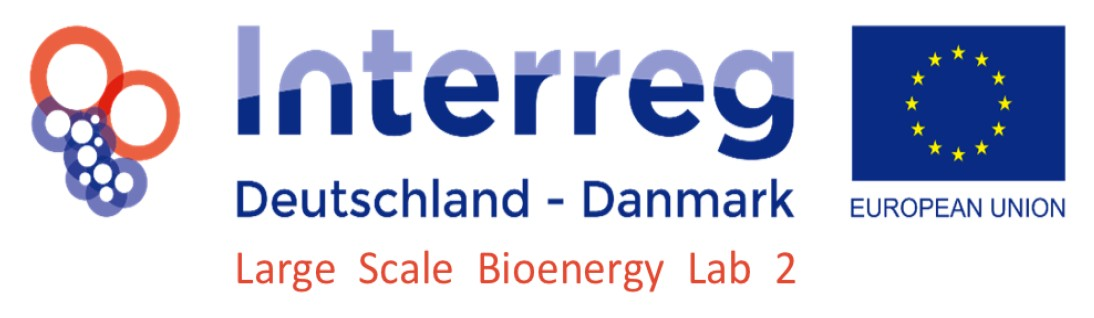 Interreg
Deutschland - Danmark
Large Scale Bioenergy Lab 2
EUROPEAN UNION